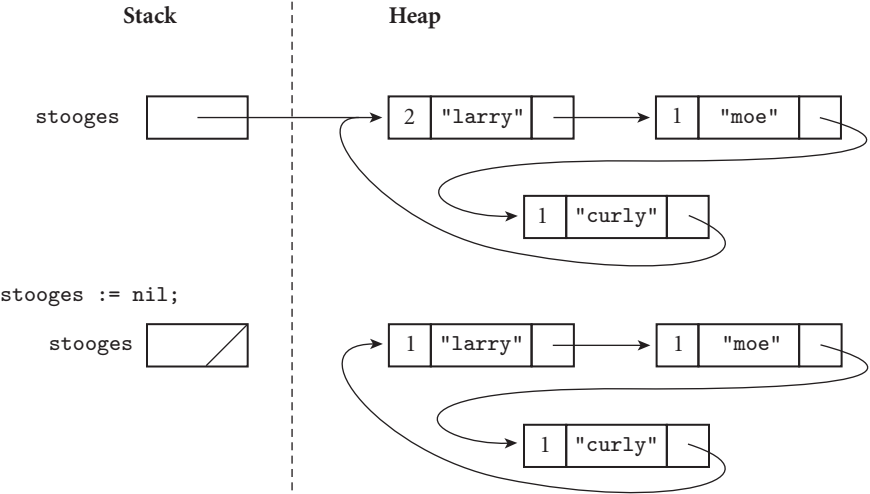 Stack Heap
stooges 2 "larry" 1 "moe"
1 "curly"
stooges := nil;
stooges 1 "larry" 1 "moe"
1 "curly"